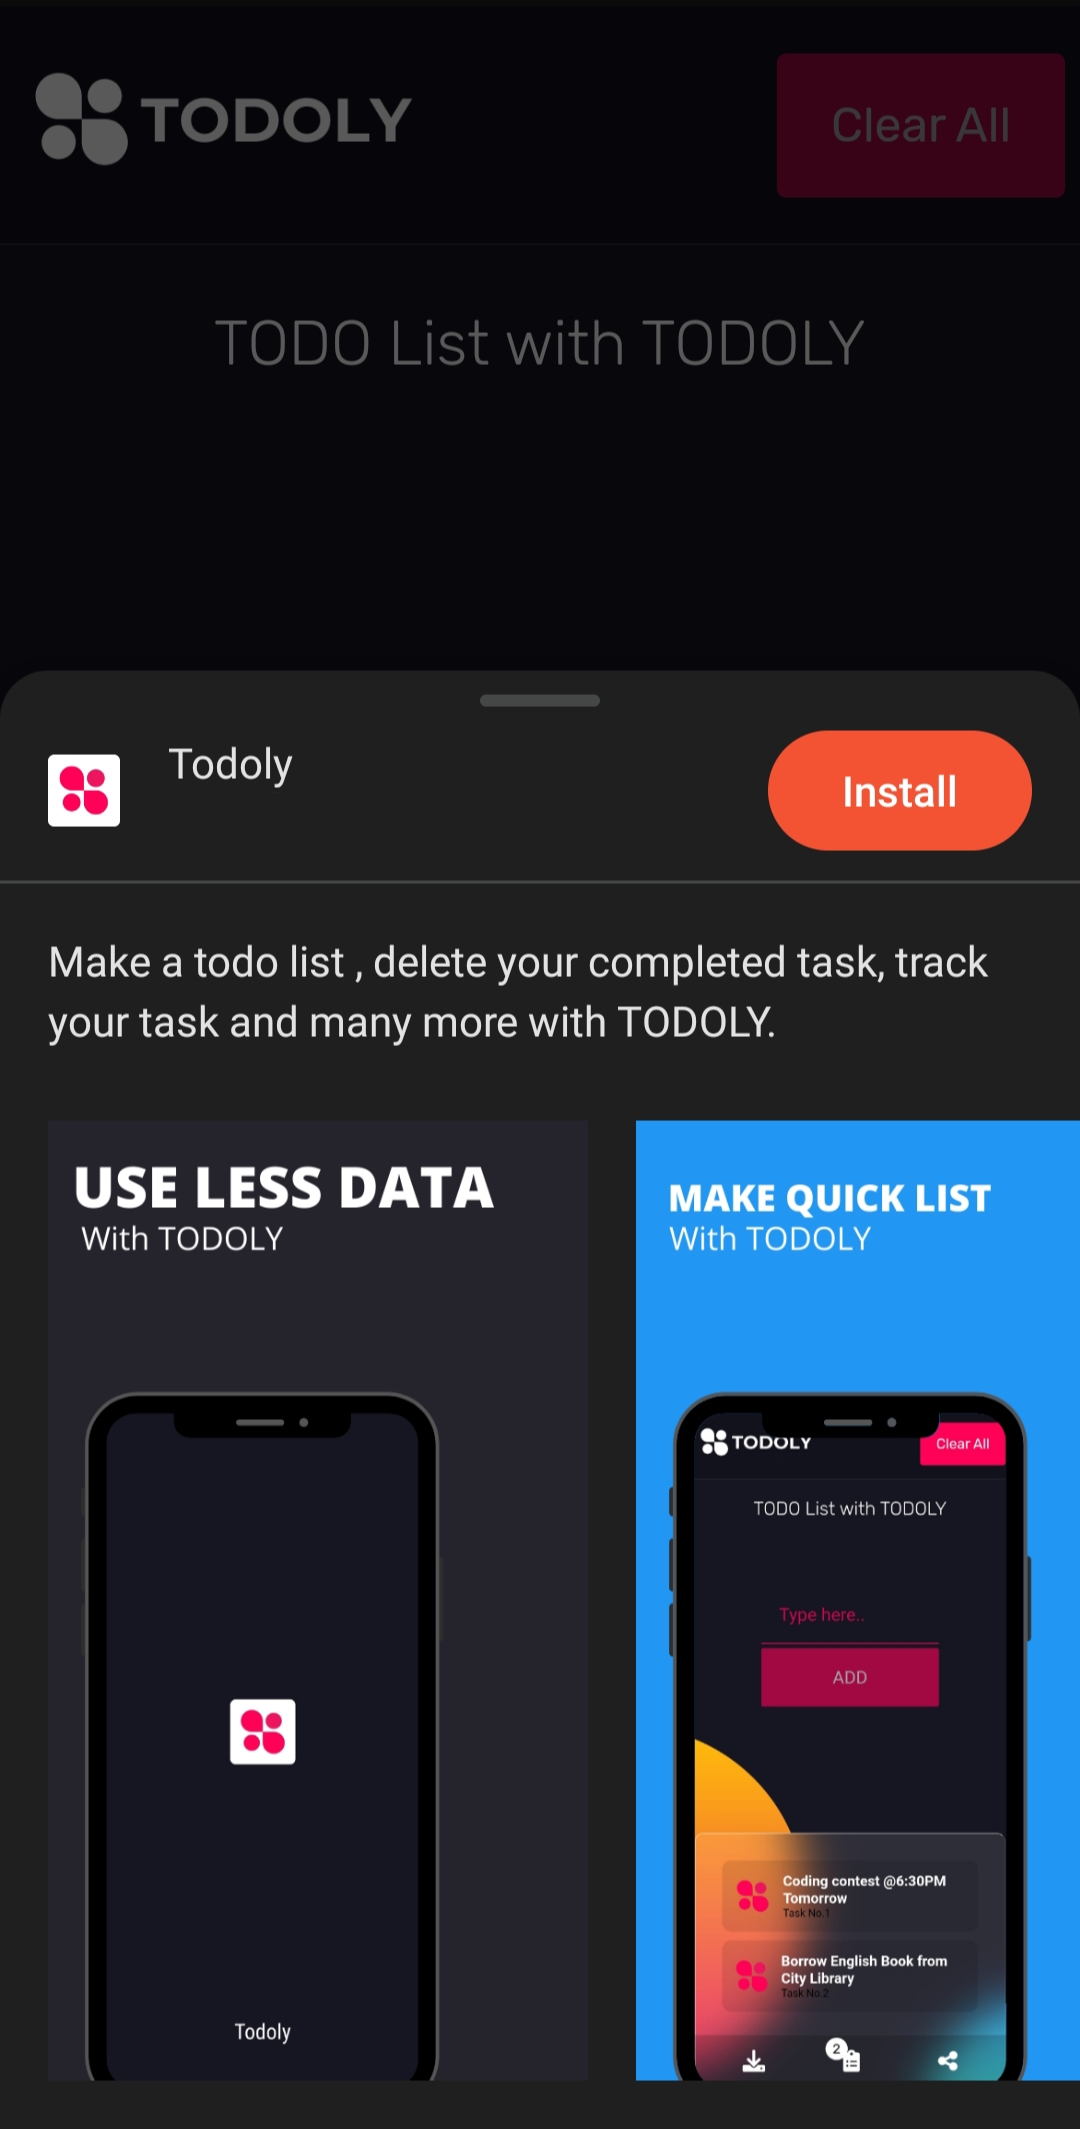 TODOLY
Clear All
TODO List with TODOLY
Todoly
Install
Make a todo list , delete your completed task, track
your task and many more with TODOLY.
USE LESS DATA
With TODOLY
Todoly
MAKE QUICK LIST
With TODOLY
TODOLY
Clear All
TODO List with TODOLY
Type here..
ADD
Coding contest @6:30PM
Tomorrow
Task No.1
Borrow English Book from
City Library
Task No.2
2